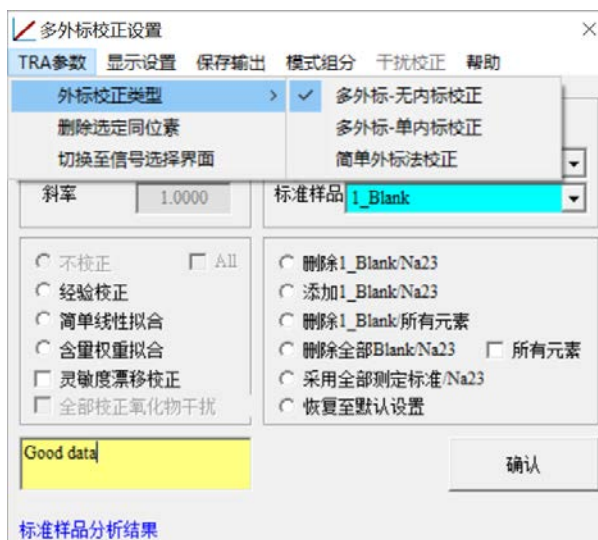 多外标校正设置
TRA参数 显示设置 保存输出 模式组分 干扰校正 帮助
外标校正类型
删除选定同位素
切换至信号选择界面
多外标-无内标校正
多外标-单内标校正
简单外标法校正
斜率 1.0000
标准样品 1_Blank
不校正 All
经验校正
简单线性拟合
含量权重拟合
灵敏度漂移校正
全部校正氧化物干扰
删除1_Blank/Na23
添加1_Blank/Na23
删除1_Blank/所有元素
删除全部Blank/Na23 所有元素
采用全部测定标准/Na23
恢复至默认设置
Good data
确认
标准样品分析结果